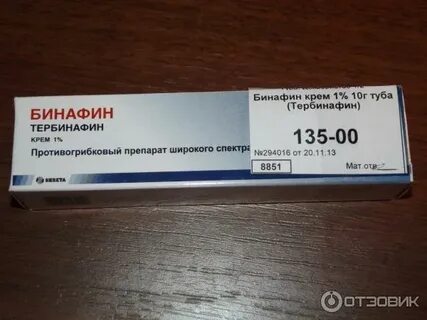 БИНАФИН
ТЕРБИНАФИН
КРЕМ 1%
Противогрибковый препарат широкого спектра
SHREYA
Бинафин крем 1% 10г туба
(Тербинафин)
135-00
№294016 от 20.11.13
8851
Мат.отв
ОТЗОВИК